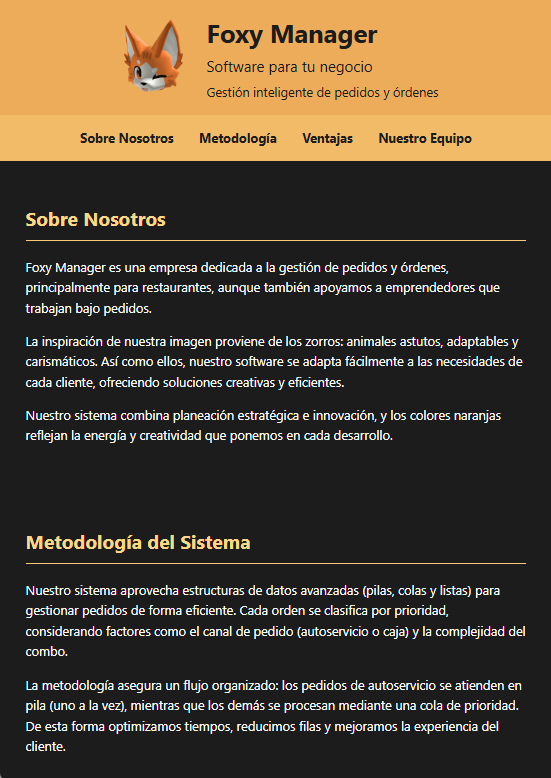 Foxy Manager
Software para tu negocio
Gestión inteligente de pedidos y órdenes
Sobre Nosotros Metodología Ventajas Nuestro Equipo
Sobre Nosotros
Foxy Manager es una empresa dedicada a la gestión de pedidos y órdenes,
principalmente para restaurantes, aunque también apoyamos a emprendedores que
trabajan bajo pedidos.
La inspiración de nuestra imagen proviene de los zorros: animales astutos, adaptables y
carismáticos. Así como ellos, nuestro software se adapta fácilmente a las necesidades de
cada cliente, ofreciendo soluciones creativas y eficientes.
Nuestro sistema combina planeación estratégica e innovación, y los colores naranjas
reflejan la energía y creatividad que ponemos en cada desarrollo.
Metodología del Sistema
Nuestro sistema aprovecha estructuras de datos avanzadas (pilas, colas y listas) para
gestionar pedidos de forma eficiente. Cada orden se clasifica por prioridad,
considerando factores como el canal de pedido (autoservicio o caja) y la complejidad del
combo.
La metodología asegura un flujo organizado: los pedidos de autoservicio se atienden en
pila (uno a la vez), mientras que los demás se procesan mediante una cola de prioridad.
De esta forma optimizamos tiempos, reducimos filas y mejoramos la experiencia del
cliente.